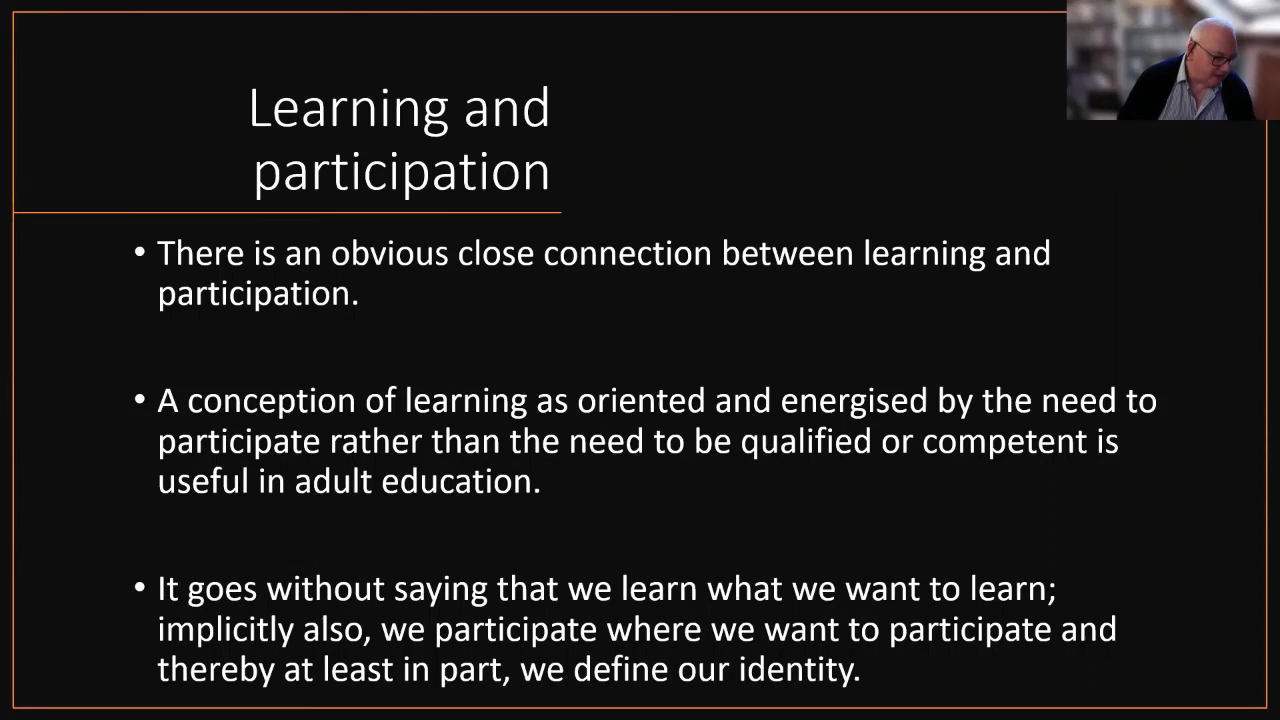 Learning and
participation
• There is an obvious close connection between learning and
participation.
• A conception of learning as oriented and energised by the need to
participate rather than the need to be qualified or competent is
useful in adult education.
• It goes without saying that we learn what we want to learn;
implicitly also, we participate where we want to participate and
thereby at least in part, we define our identity.